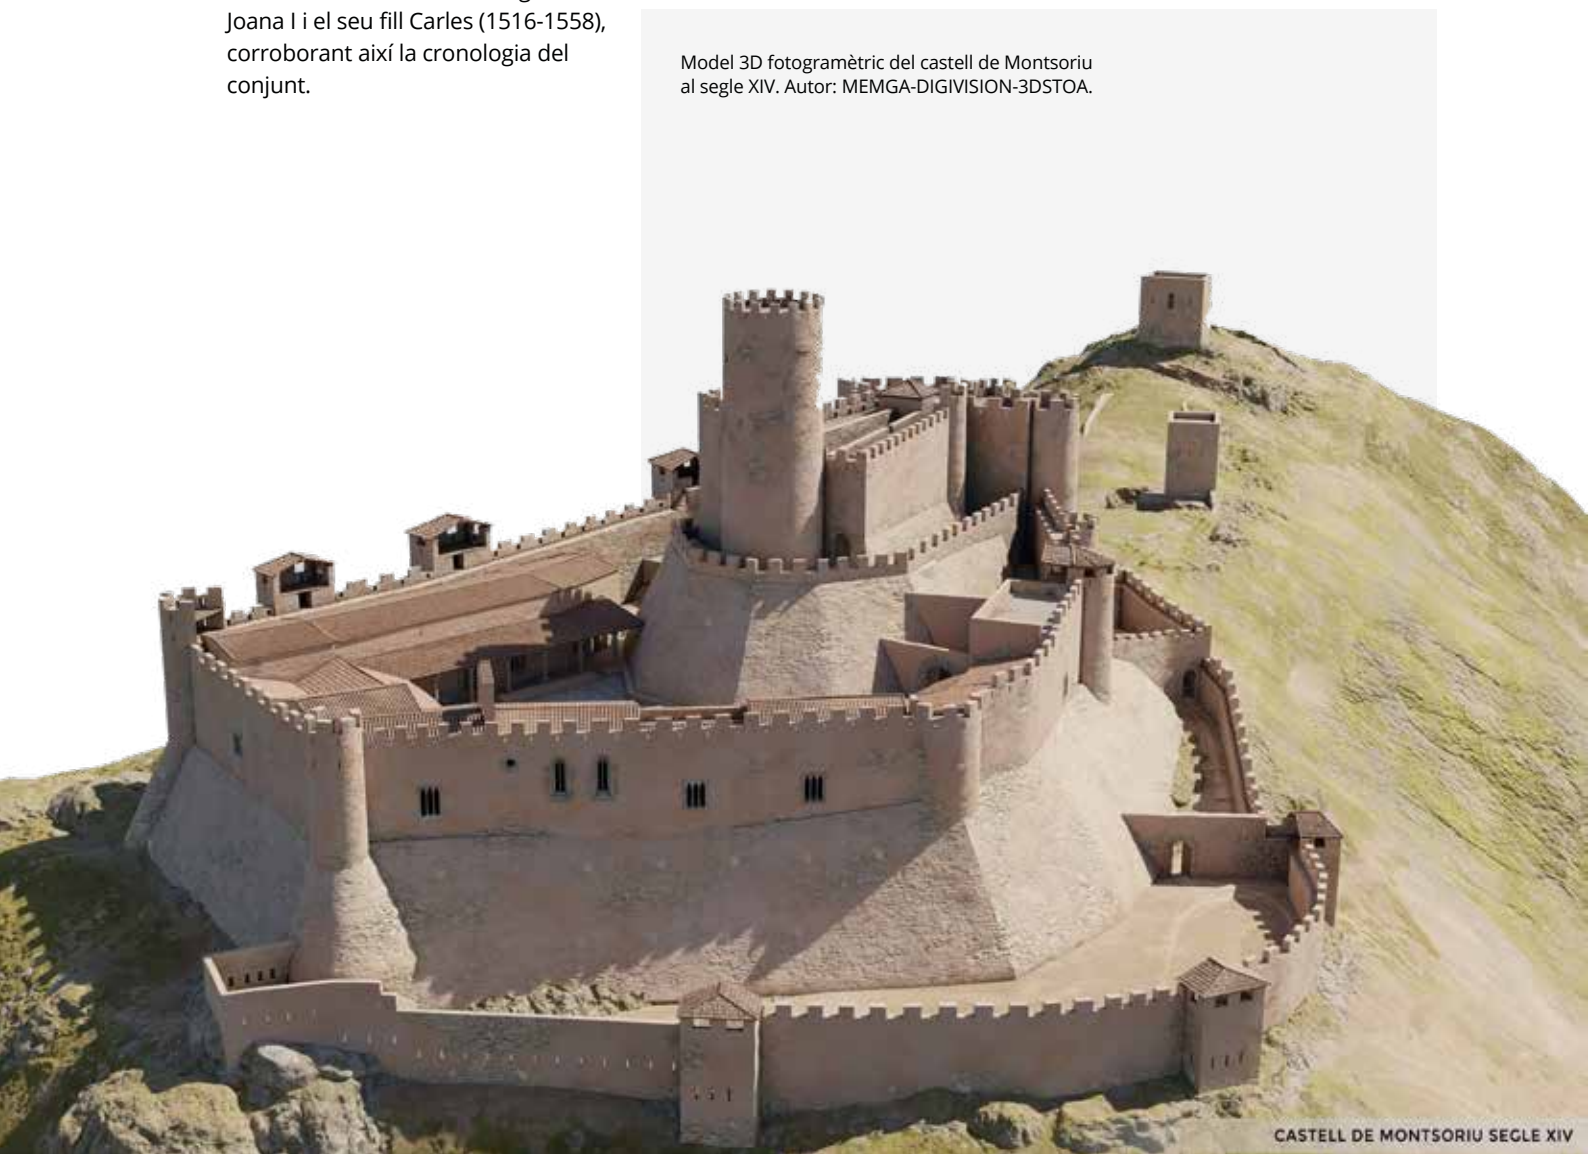 Joana I i el seu fill Carles (1516-1558),
corroborant així la cronologia del
conjunt.
Model 3D fotogramètric del castell de Montsoriu
al segle XIV. Autor: MEMGA-DIGIVISION-3DSTOA.
CASTELL DE MONTSORIU SEGLE XIV